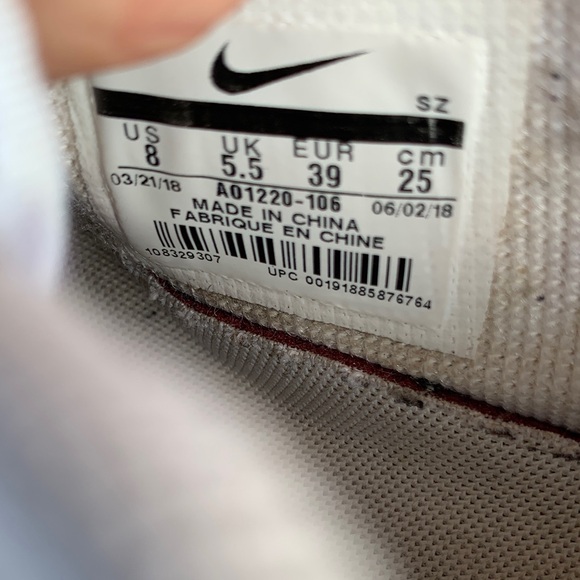 SZ
US UK EUR cm
8 5.5 39 25
03/21/18 AO1220-106 06/02/18
MADE IN CHINA
FABRIQUE EN CHINE
108329307
UPC 00191885876764